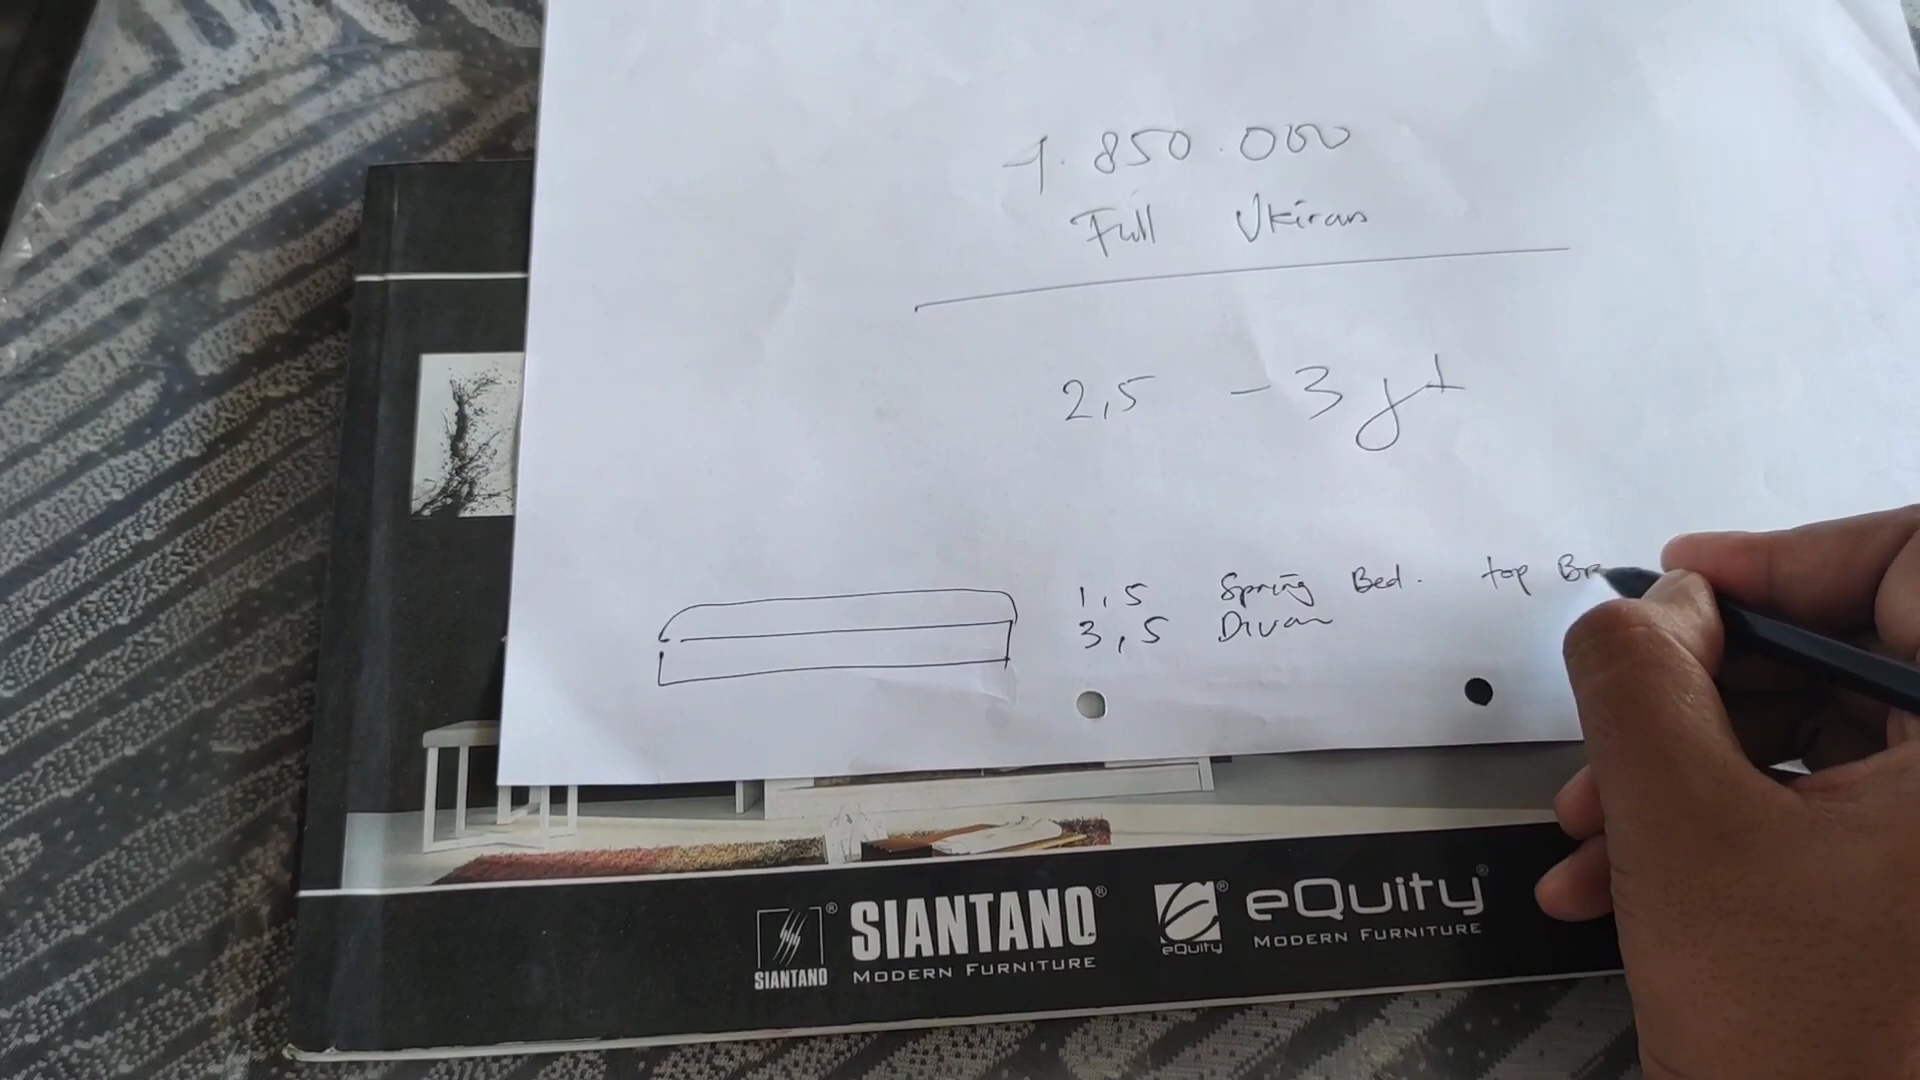 1.850.000
Full Ukiran
2,5 - 3 jt
1,5 Spring Bed. top
3,5 Divan
SIANTANO® eQuity®
SIANTANO MODERN FURNITURE eQuity MODERN FURNITURE